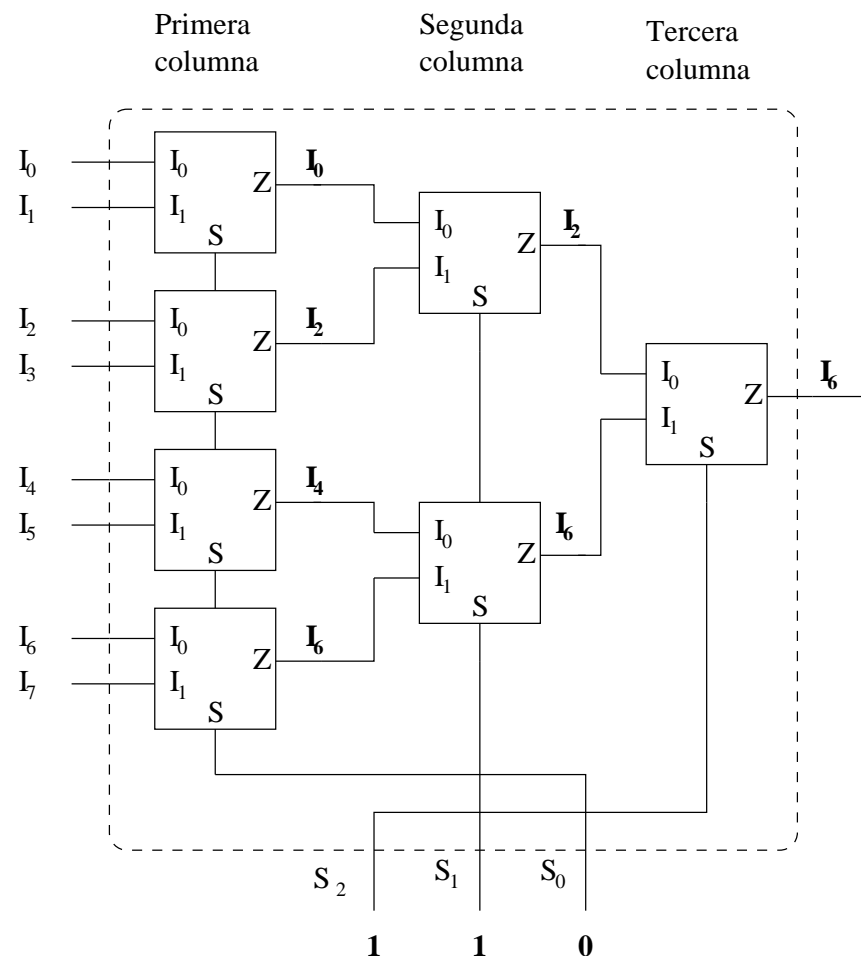 Primera columna
Segunda columna
Tercera columna
I0
I1
I0
I1
S
Z
I0
I2
I3
I0
I1
S
Z
I2
I4
I5
I0
I1
S
Z
I4
I6
I7
I0
I1
S
Z
I6
I0
I1
S
Z
I2
I0
I1
S
Z
I6
I0
I1
S
Z
I6
S2
S1
S0
1 1 0